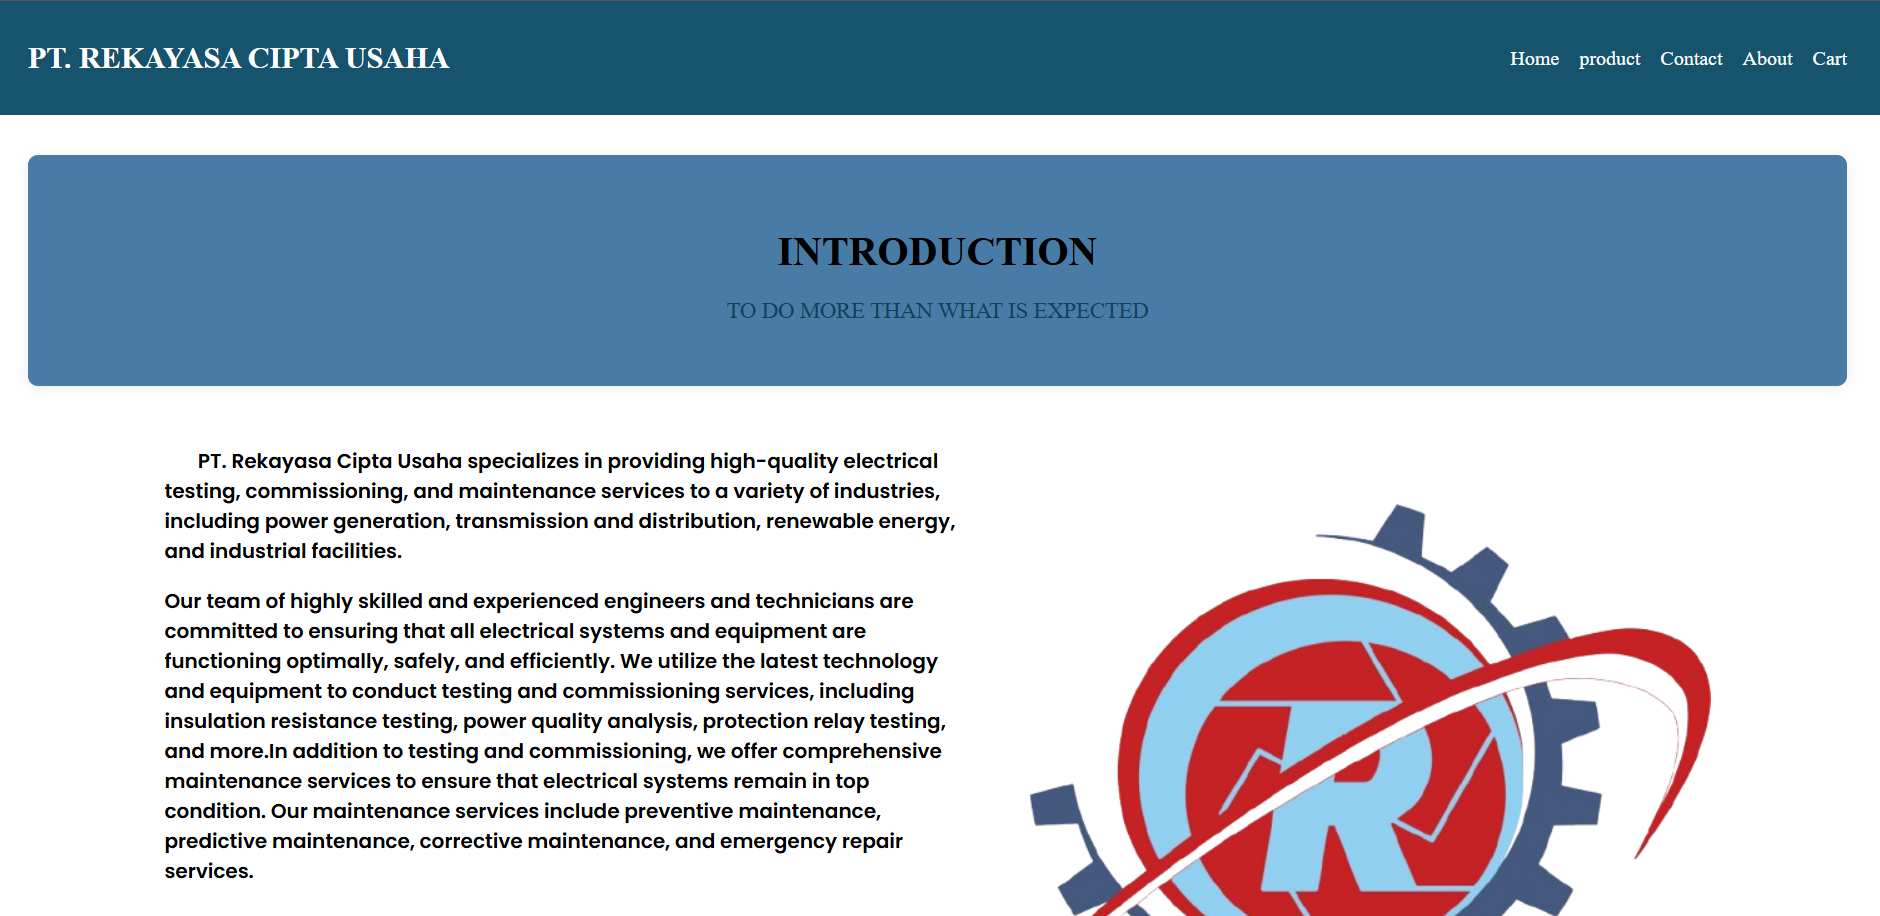 PT. REKAYASA CIPTA USAHA
Home product Contact About Cart
INTRODUCTION
TO DO MORE THAN WHAT IS EXPECTED
PT. Rekayasa Cipta Usaha specializes in providing high-quality electrical
testing, commissioning, and maintenance services to a variety of industries,
including power generation, transmission and distribution, renewable energy,
and industrial facilities.
Our team of highly skilled and experienced engineers and technicians are
committed to ensuring that all electrical systems and equipment are
functioning optimally, safely, and efficiently. We utilize the latest technology
and equipment to conduct testing and commissioning services, including
insulation resistance testing, power quality analysis, protection relay testing,
and more.In addition to testing and commissioning, we offer comprehensive
maintenance services to ensure that electrical systems remain in top
condition. Our maintenance services include preventive maintenance,
predictive maintenance, corrective maintenance, and emergency repair
services.
R